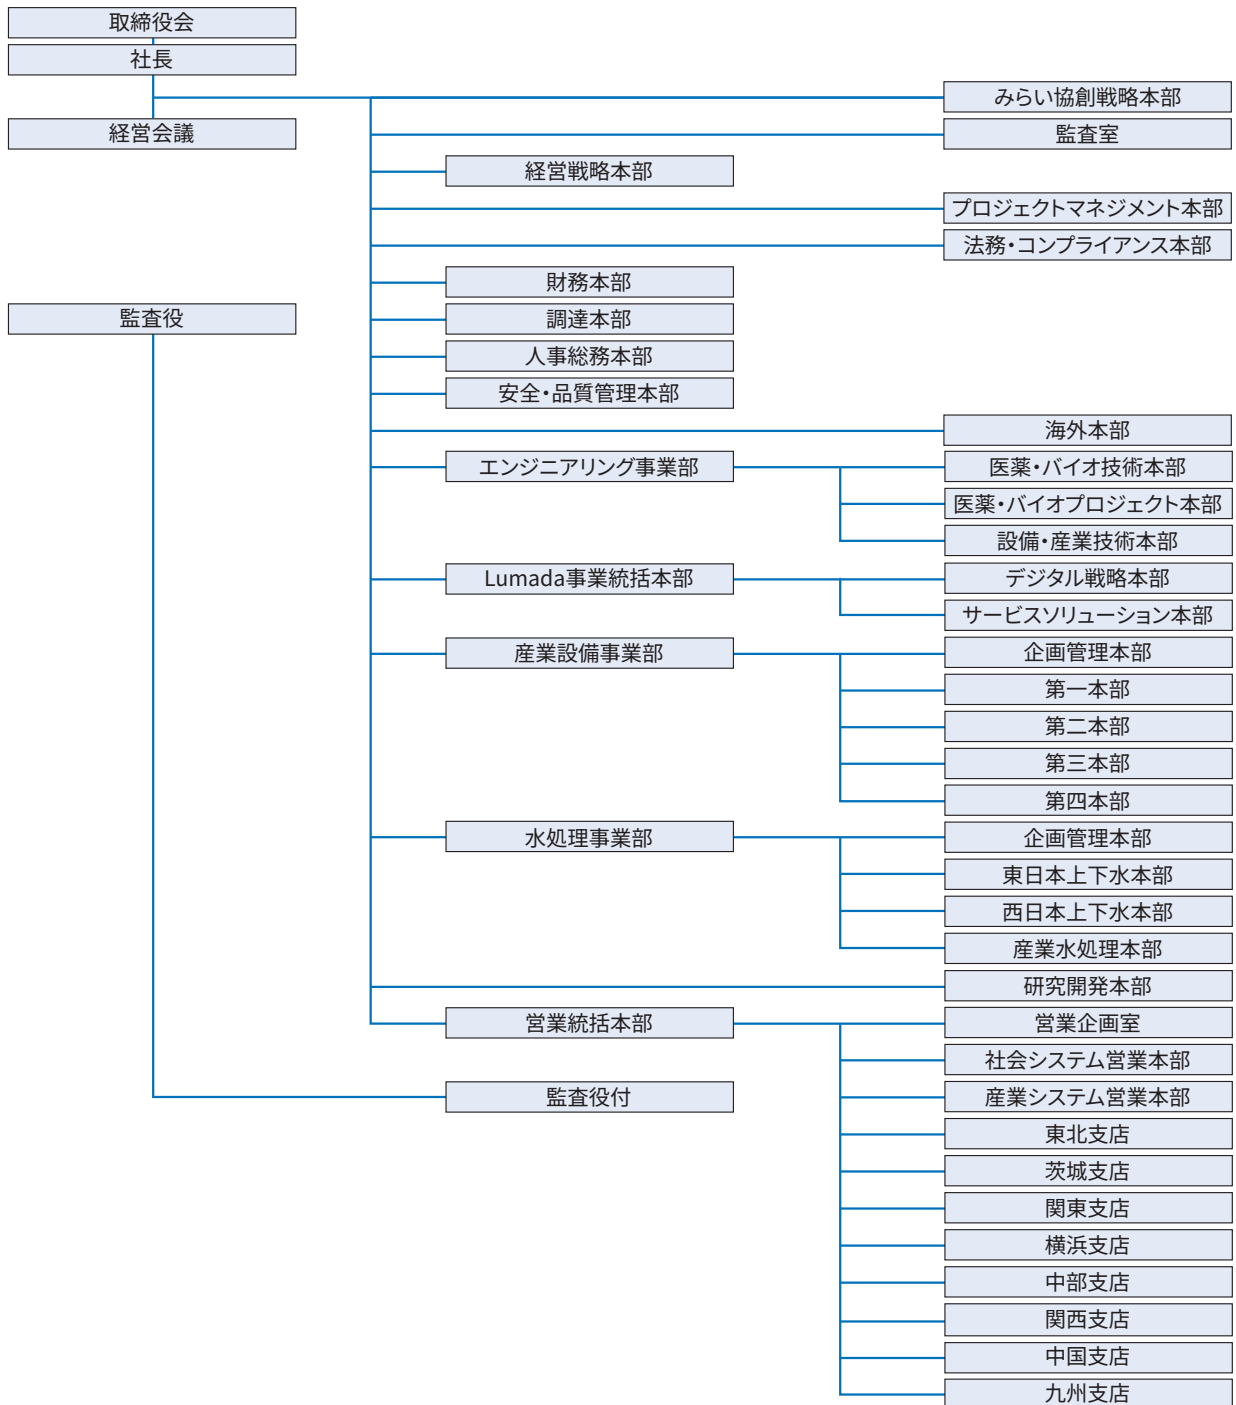 取締役会
社長
みらい協創戦略本部
経営会議
監査室
経営戦略本部
プロジェクトマネジメント本部
法務・コンプライアンス本部
財務本部
監査役
調達本部
人事総務本部
安全・品質管理本部
海外本部
エンジニアリング事業部
医薬・バイオ技術本部
医薬・バイオプロジェクト本部
設備・産業技術本部
Lumada事業統括本部
デジタル戦略本部
サービスソリューション本部
産業設備事業部
企画管理本部
第一本部
第二本部
第三本部
第四本部
水処理事業部
企画管理本部
東日本上下水本部
西日本上下水本部
産業水処理本部
研究開発本部
営業統括本部
営業企画室
社会システム営業本部
監査役付
産業システム営業本部
東北支店
茨城支店
関東支店
横浜支店
中部支店
関西支店
中国支店
九州支店